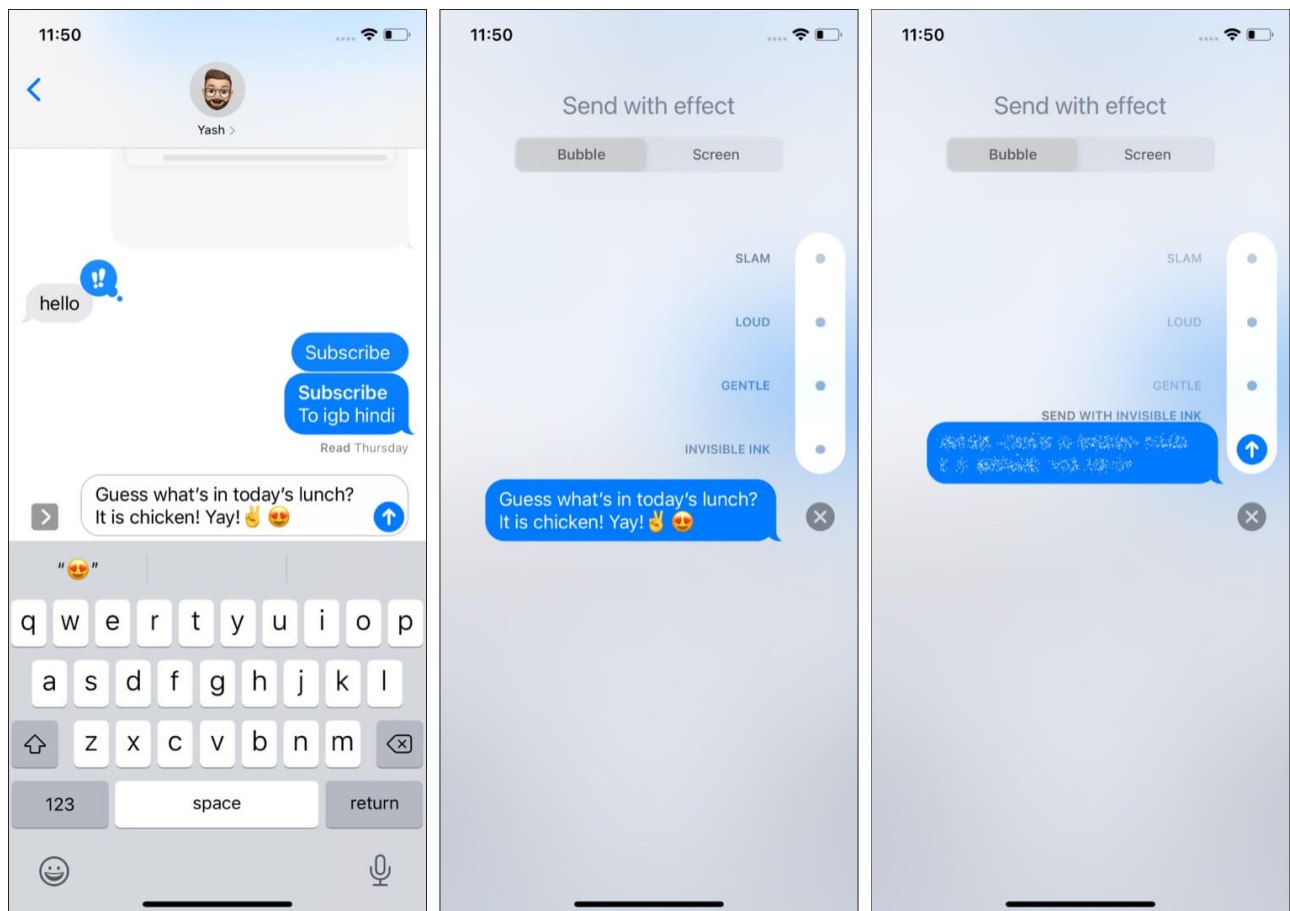 11:50
Yash >
hello
Subscribe
Subscribe
To igb hindi
Read Thursday
Guess what's in today's lunch?
It is chicken! Yay!✌️ 😍
"😍"
q w e r t y u i o p
a s d f g h j k l
z x c v b n m
123 space return
11:50
Send with effect
Bubble Screen
SLAM
LOUD
GENTLE
INVISIBLE INK
Guess what's in today's lunch?
It is chicken! Yay!✌️ 😍
11:50
Send with effect
Bubble Screen
SLAM
LOUD
GENTLE
SEND WITH INVISIBLE INK